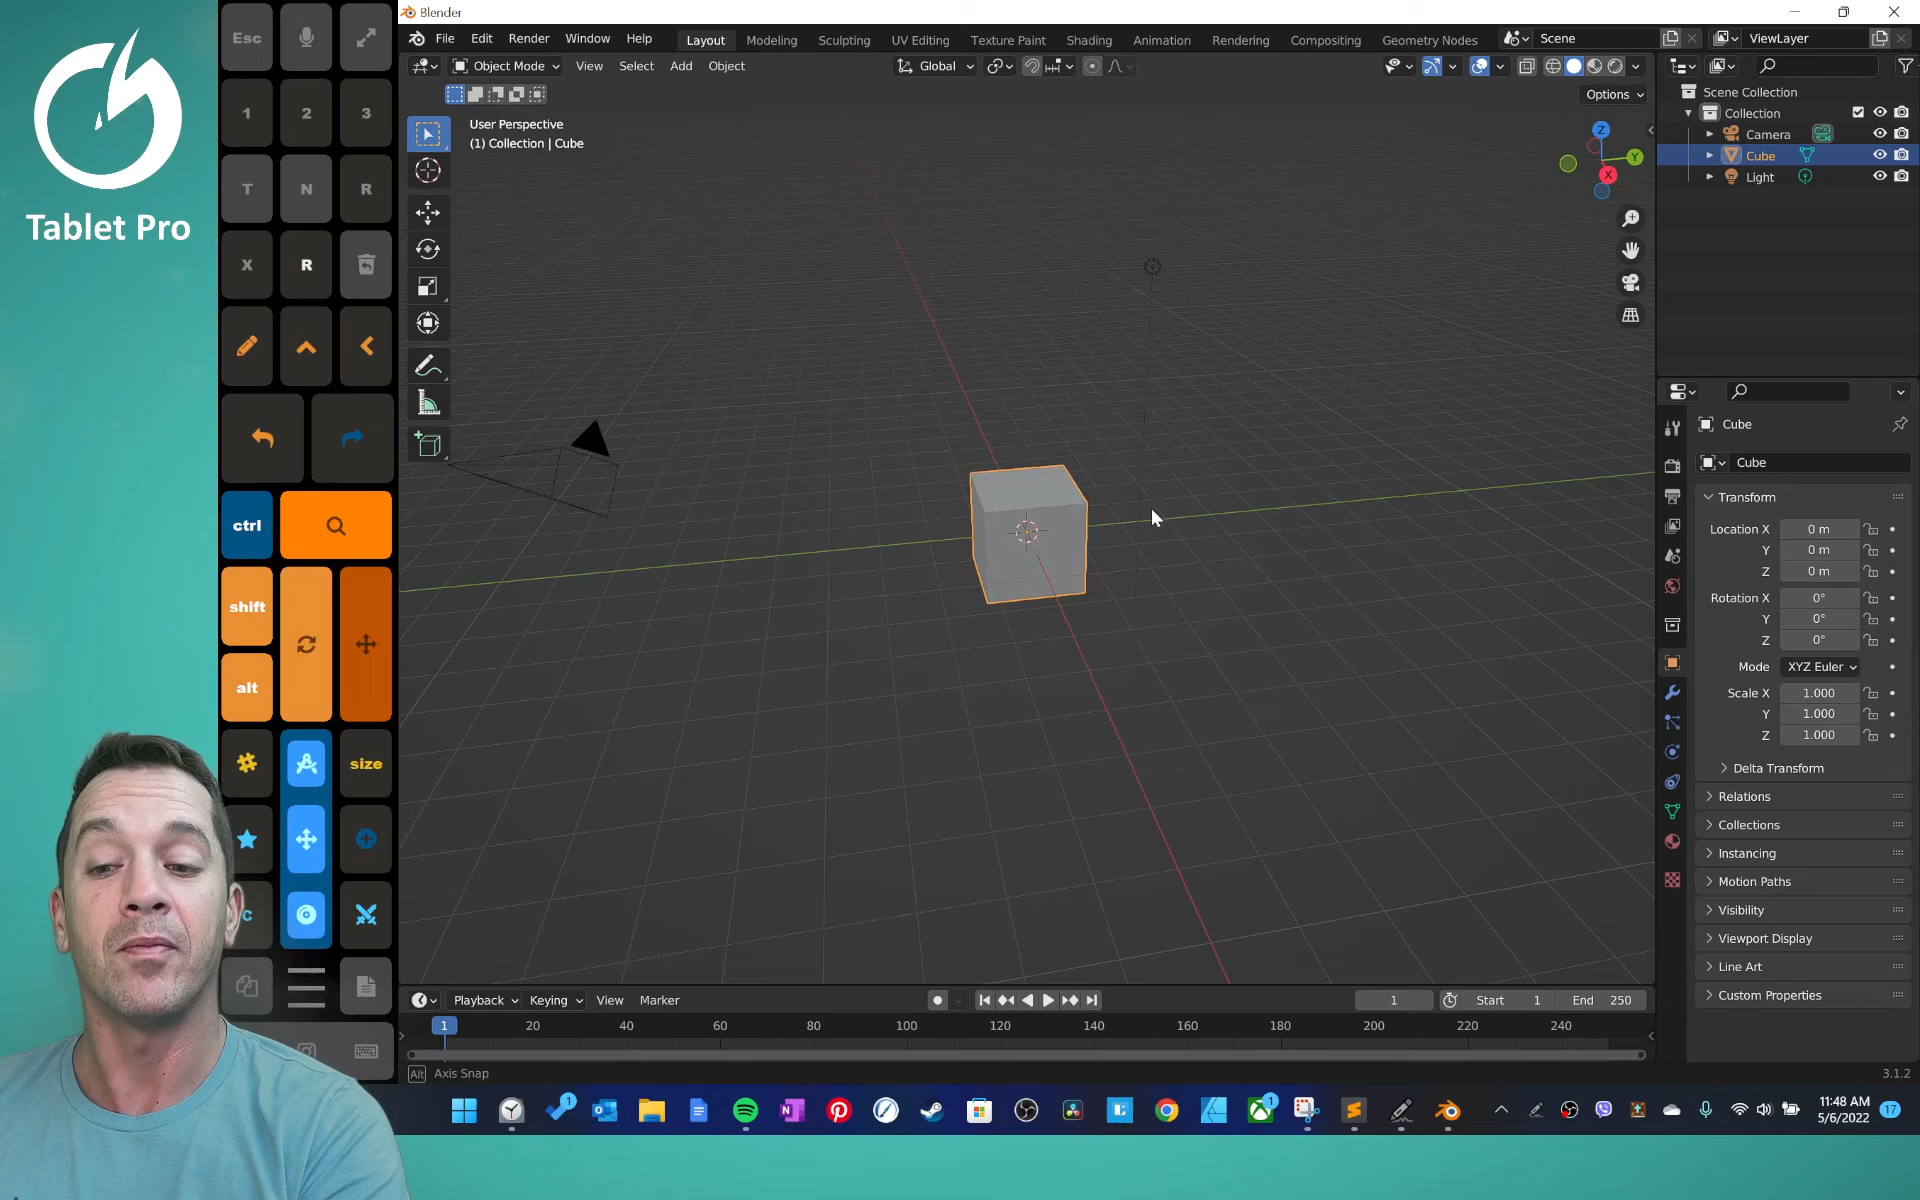 Tablet Pro
Esc
1 2 3
T N R
X R
ctrl
shift
alt
size
c
Blender
File Edit Render Window Help
Layout Modeling Sculpting UV Editing Texture Paint Shading Animation Rendering Compositing Geometry Nodes
Scene
ViewLayer
Object Mode View Select Add Object
Global
Options
User Perspective
(1) Collection | Cube
Z
Y
X
Scene Collection
Collection
Camera
Cube
Light
Cube
Cube
Transform
Location X 0 m
Y 0 m
Z 0 m
Rotation X 0°
Y 0°
Z 0°
Mode XYZ Euler
Scale X 1.000
Y 1.000
Z 1.000
Delta Transform
Relations
Collections
Instancing
Motion Paths
Visibility
Viewport Display
Line Art
Custom Properties
Playback Keying View Marker
1 Start 1 End 250
1 20 40 60 80 100 120 140 160 180 200 220 240
Alt Axis Snap
3.1.2
1
1
11:48 AM
5/6/2022
17